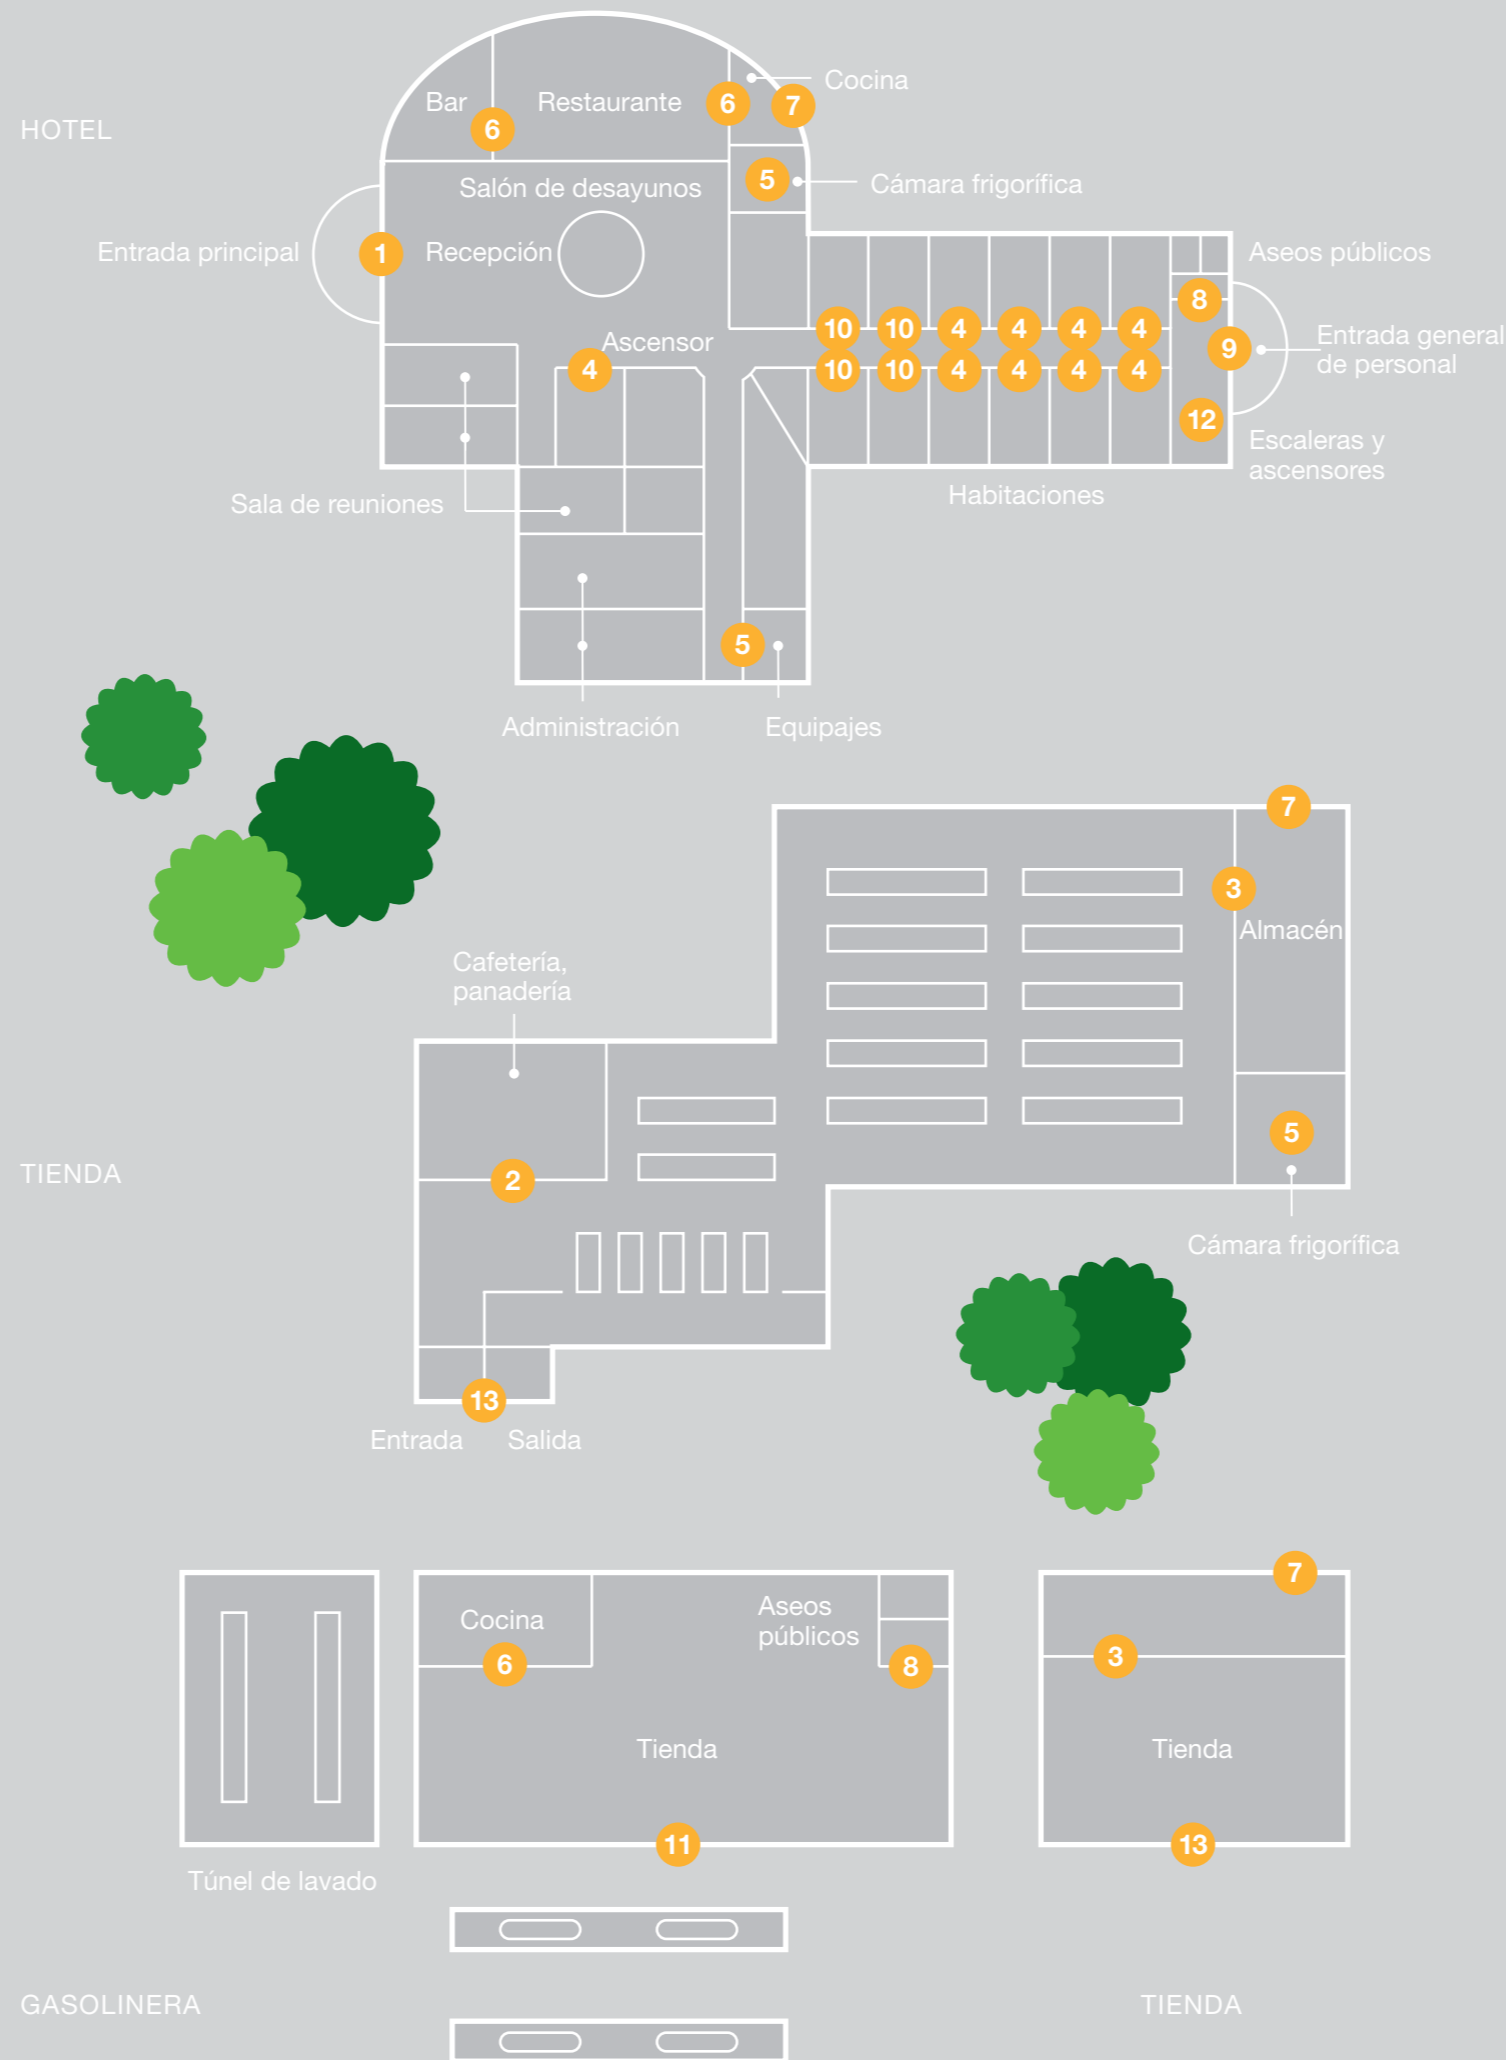 Cocina
Bar
Restaurante
6
7
6
HOTEL
5
Cámara frigorífica
Salón de desayunos
Entrada principal
1
Recepción
Aseos públicos
8
10
10
4
4
4
4
Ascensor
9
Entrada general
de personal
4
10
10
4
4
4
4
12
Escaleras y
ascensores
Sala de reuniones
Habitaciones
5
Administración
Equipajes
7
3
Almacén
Cafetería,
panadería
5
TIENDA
2
Cámara frigorífica
13
Entrada
Salida
7
Cocina
Aseos
públicos
6
8
3
Tienda
Tienda
11
13
Túnel de lavado
GASOLINERA
TIENDA